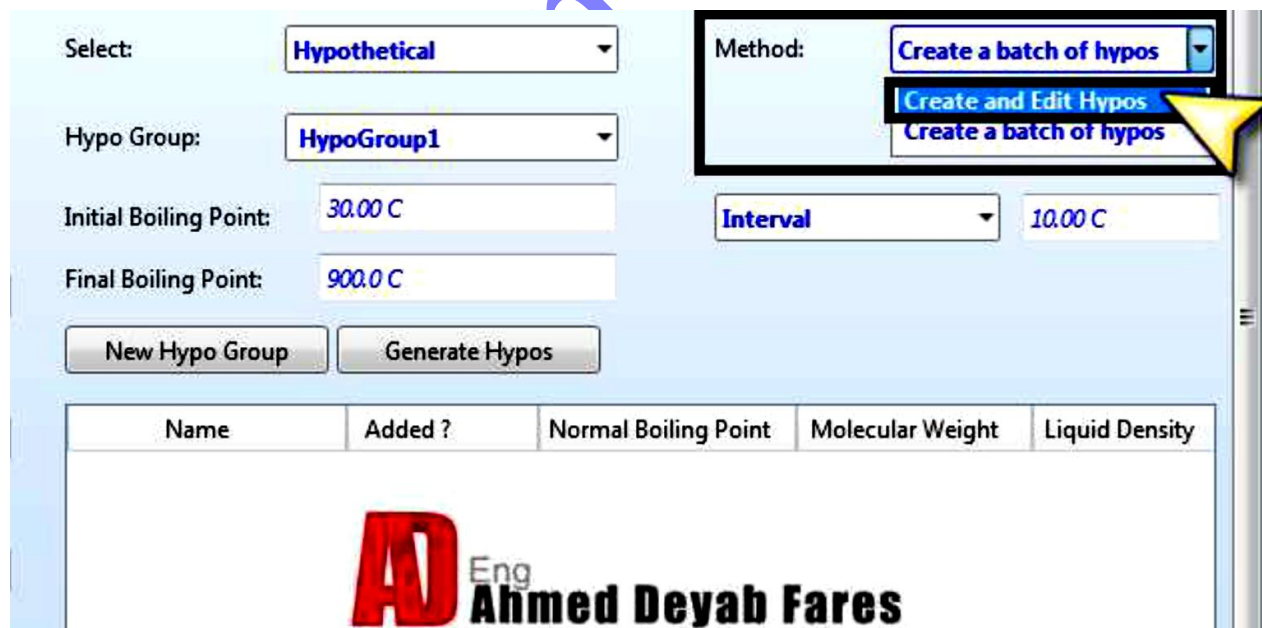 Select: Hypothetical Method: Create a batch of hypos
Create and Edit Hypos
Hypo Group: HypoGroup1 Create a batch of hypos
Initial Boiling Point: 30.00 C Interval 10.00 C
Final Boiling Point: 900.0 C
New Hypo Group Generate Hypos
Name Added ? Normal Boiling Point Molecular Weight Liquid Density
AD Eng
Ahmed Deyab Fares